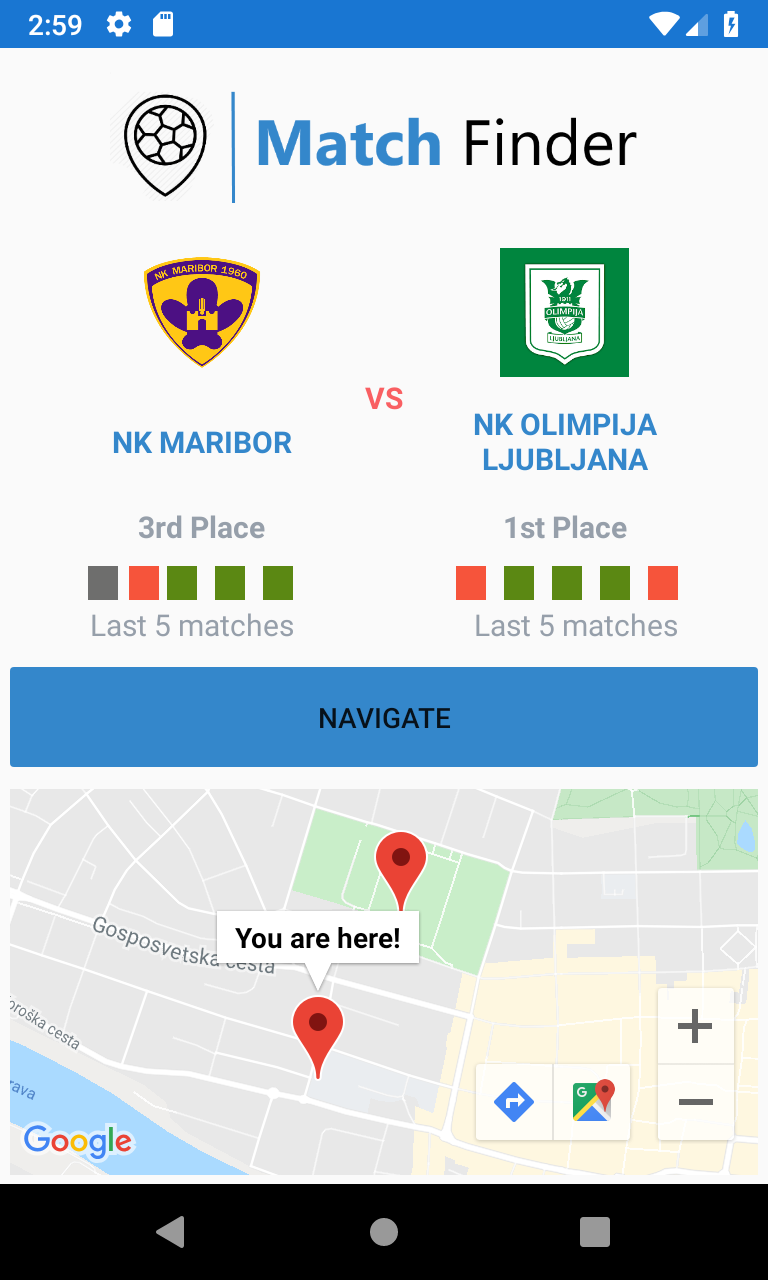 2:59
Match Finder
NK MARIBOR 1960
1911
OLIMPIJA
LJUBLJANA
VS
NK MARIBOR
NK OLIMPIJA
LJUBLJANA
3rd Place
1st Place
Last 5 matches
Last 5 matches
NAVIGATE
Gosposvetska cesta
You are here!
oroška cesta
rava
G
Google